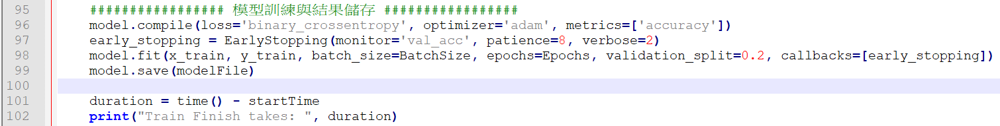 95 ################# 模型訓練與結果儲存 #################
96 model.compile(loss='binary_crossentropy', optimizer='adam', metrics=['accuracy'])
97 early_stopping = EarlyStopping(monitor='val_acc', patience=8, verbose=2)
98 model.fit(x_train, y_train, batch_size=BatchSize, epochs=Epochs, validation_split=0.2, callbacks=[early_stopping])
99 model.save(modelFile)
100
101 duration = time() - startTime
102 print("Train Finish takes: ", duration)